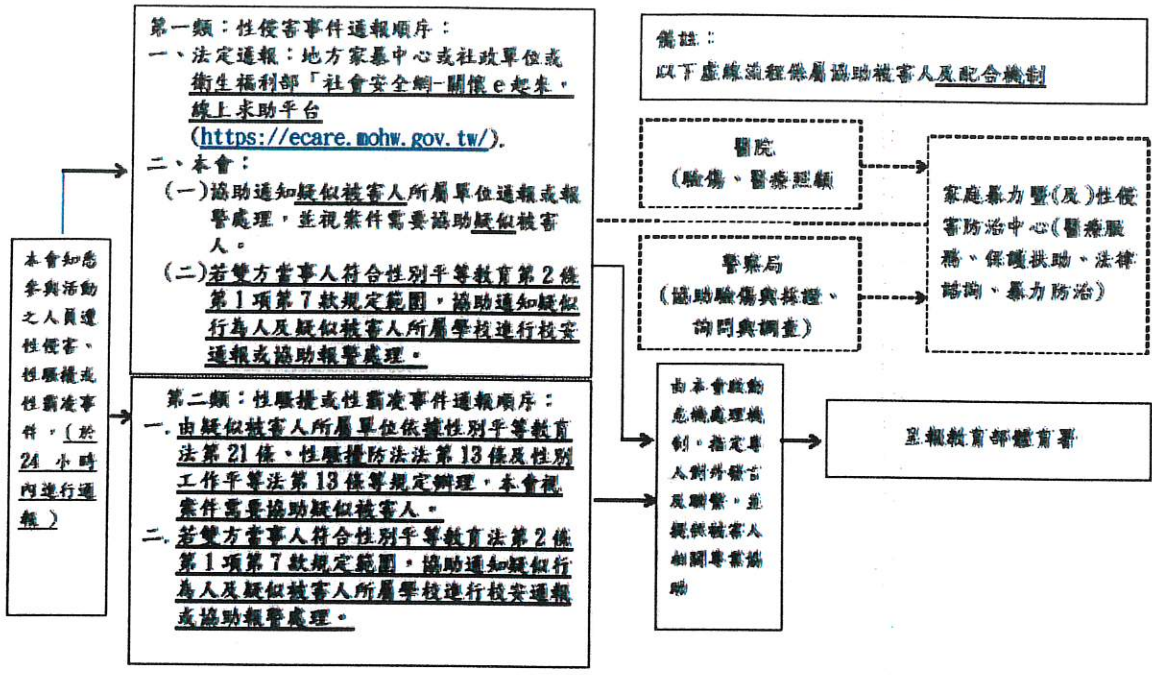 本會知悉
參與活動
之人員遭
性侵害、
性騷擾或
性霸凌事
件，(於
24 小時
內進行通
報)
第一類：性侵害事件通報順序：
一、法定通報：地方家暴中心或社政單位或
衛生福利部「社會安全網-關懷 e 起來，
線上求助平台
(https://ecare.mohw.gov.tw/).
二、本會：
(一)協助通知疑似被害人所屬單位通報或報
警處理，並視案件需要協助疑似被害
人。
(二)若雙方當事人符合性別平等教育第 2 條
第 1 項第 7 款規定範圍，協助通知疑似
行為人及疑似被害人所屬學校進行校安
通報或協助報警處理。
第二類：性騷擾或性霸凌事件通報順序：
一.由疑似被害人所屬單位依據性別平等教育
法第 21 條、性騷擾防法法第 13 條及性別
工作平等法第 13 條等規定辦理，本會視
案件需要協助疑似被害人。
二.若雙方當事人符合性別平等教育法第 2 條
第 1 項第 7 款規定範圍，協助通知疑似行
為人及疑似被害人所屬學校進行校安通報
或協助報警處理。
備註：
以下虛線流程係屬協助被害人及配合機制
醫院
(驗傷、醫療照顧
警察局
(協助驗傷與採證、
詢問與調查)
家庭暴力暨(及)性侵
害防治中心(醫療服
務、保護扶助、法律
諮詢、暴力防治)
由本會啟動
危機處理機
制，指定專
人對外發言
及聯繫，並
提供被害人
相關專業協
助
呈報教育部體育署